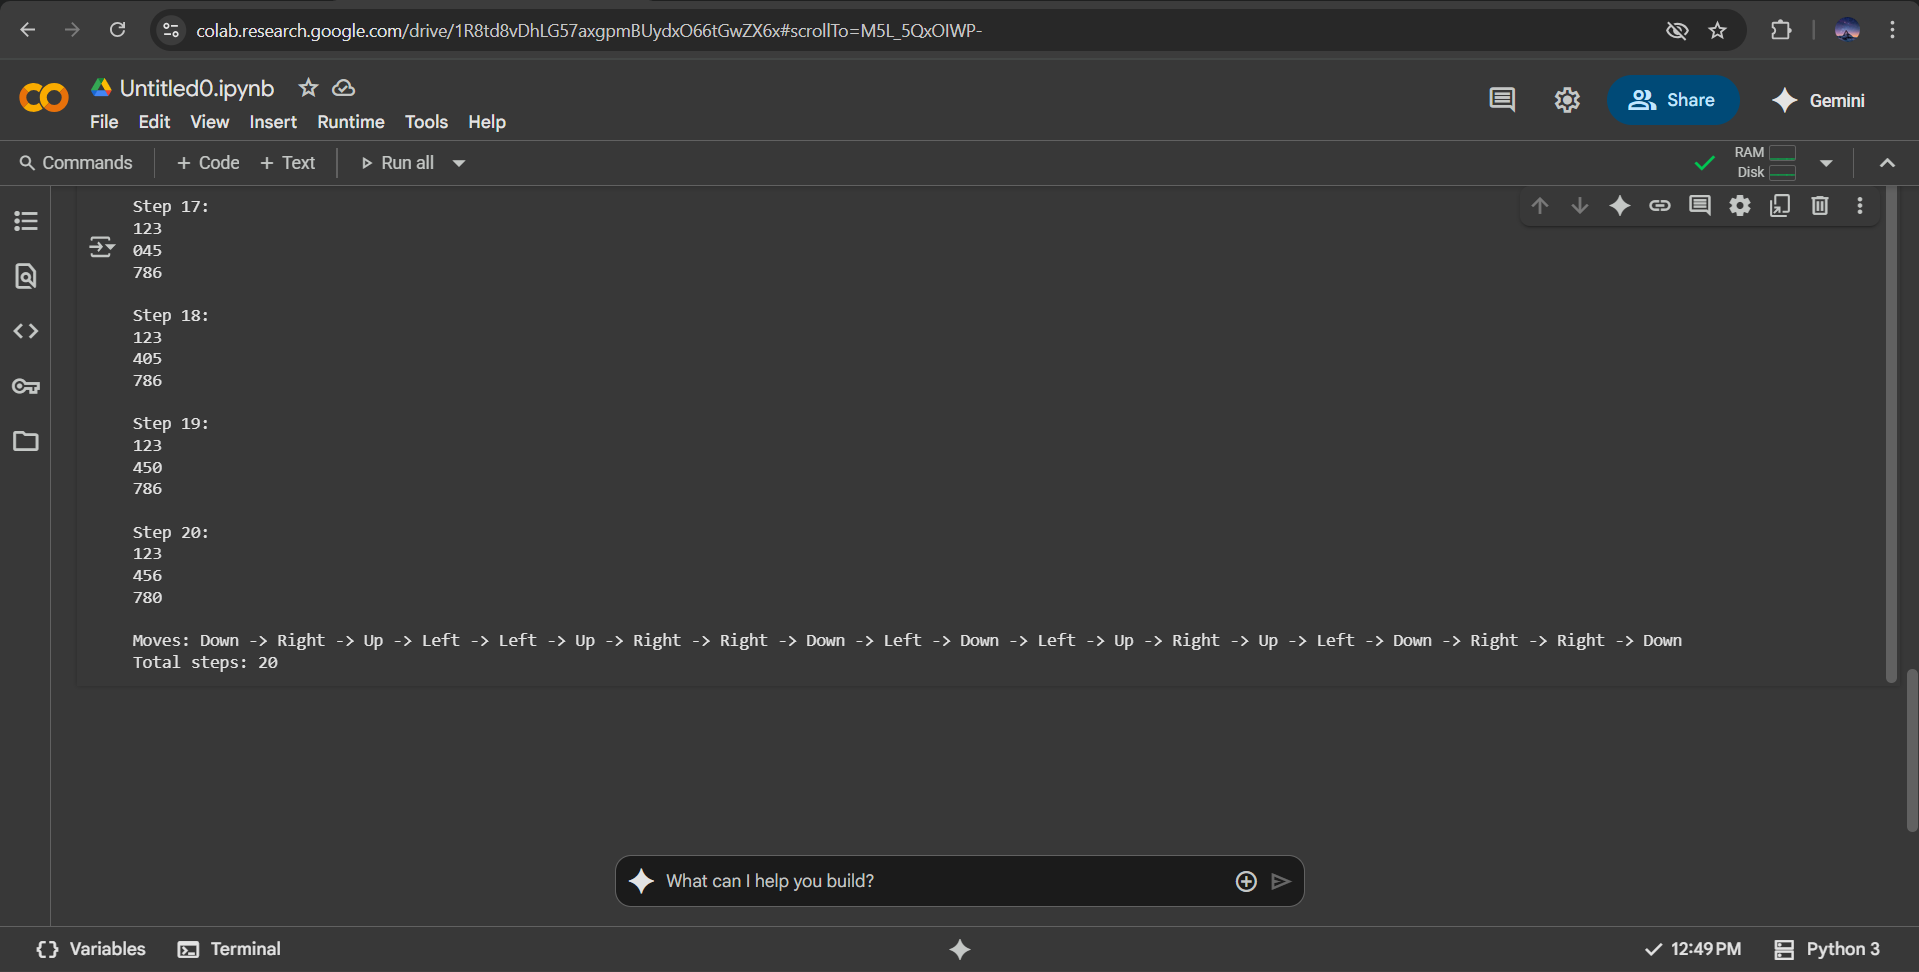 colab.research.google.com/drive/1R8td8vDhLG57axgpmBUydxO66tGwZX6x#scrollTo=M5L_5QxOIWP-
Untitled0.ipynb
File Edit View Insert Runtime Tools Help
Share
Gemini
Commands + Code + Text Run all
RAM
Disk
Step 17:
123
045
786
Step 18:
123
405
786
Step 19:
123
450
786
Step 20:
123
456
780
Moves: Down -> Right -> Up -> Left -> Left -> Up -> Right -> Right -> Down -> Left -> Down -> Left -> Up -> Right -> Up -> Left -> Down -> Right -> Right -> Down
Total steps: 20
What can I help you build?
Variables Terminal
12:49 PM Python 3